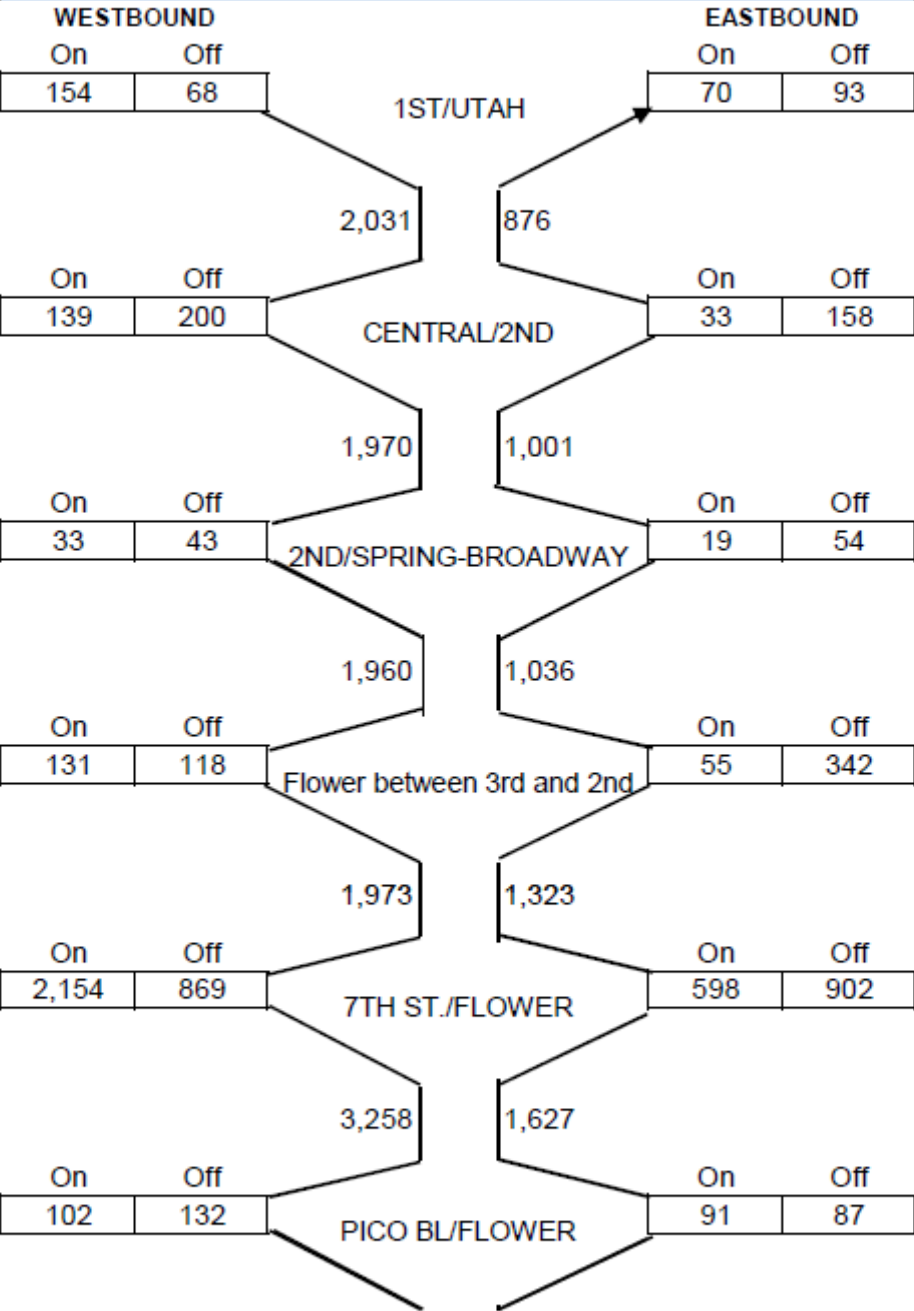 WESTBOUND EASTBOUND
On Off On Off
154 68 70 93
1ST/UTAH
2,031 876
On Off On Off
139 200 33 158
CENTRAL/2ND
1,970 1,001
On Off On Off
33 43 19 54
2ND/SPRING-BROADWAY
1,960 1,036
On Off On Off
131 118 55 342
Flower between 3rd and 2nd
1,973 1,323
On Off On Off
2,154 869 598 902
7TH ST./FLOWER
3,258 1,627
On Off On Off
102 132 91 87
PICO BL/FLOWER